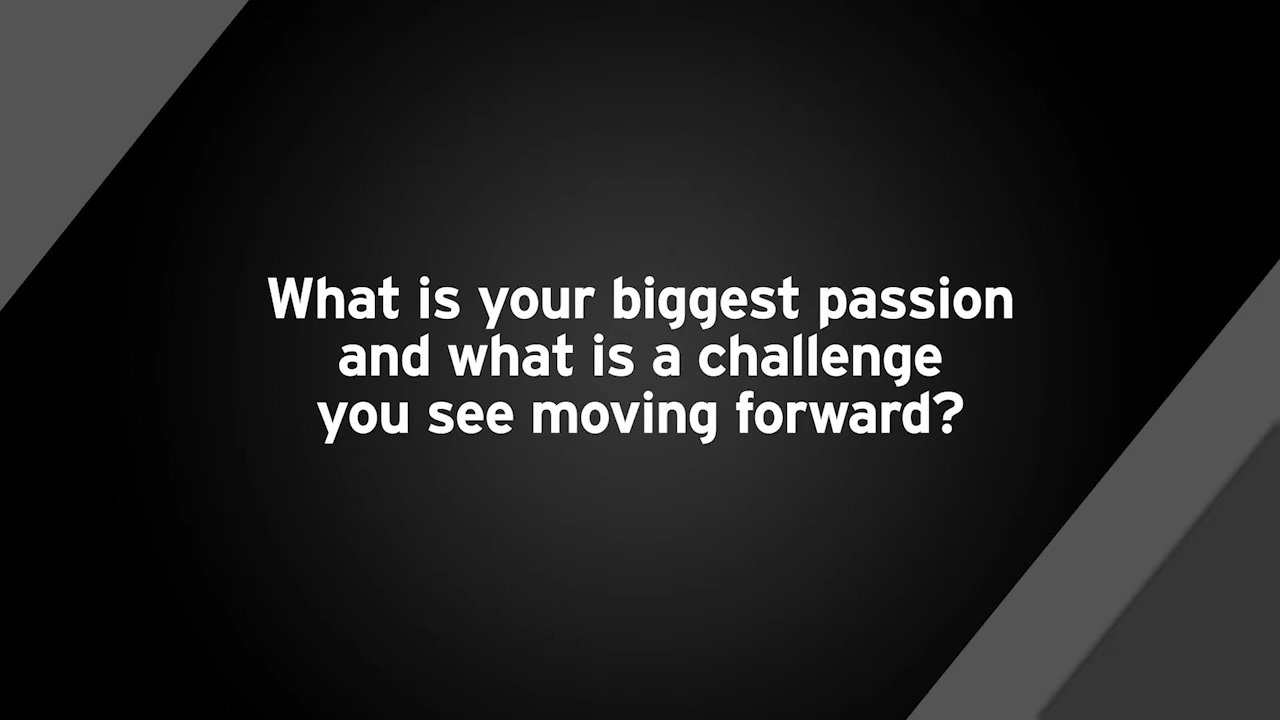 What is your biggest passion
and what is a challenge
you see moving forward?